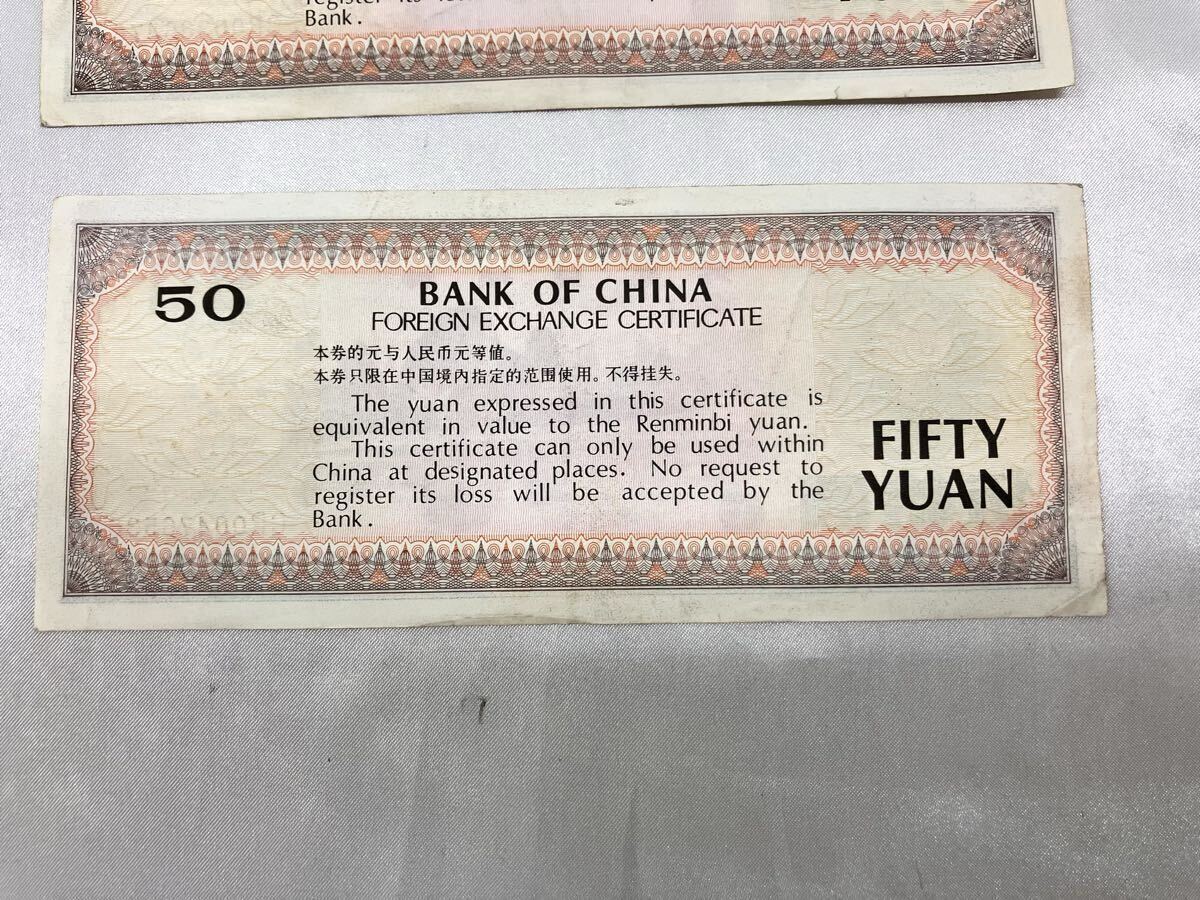 Bank.
50
BANK OF CHINA
FOREIGN EXCHANGE CERTIFICATE
本券的元与人民币元等値。
本券只限在中国境内指定的范围使用。不得挂失。
The yuan expressed in this certificate is
equivalent in value to the Renminbi yuan.
This certificate can only be used within
China at designated places. No request to
register its loss will be accepted by the
Bank.
FIFTY
YUAN